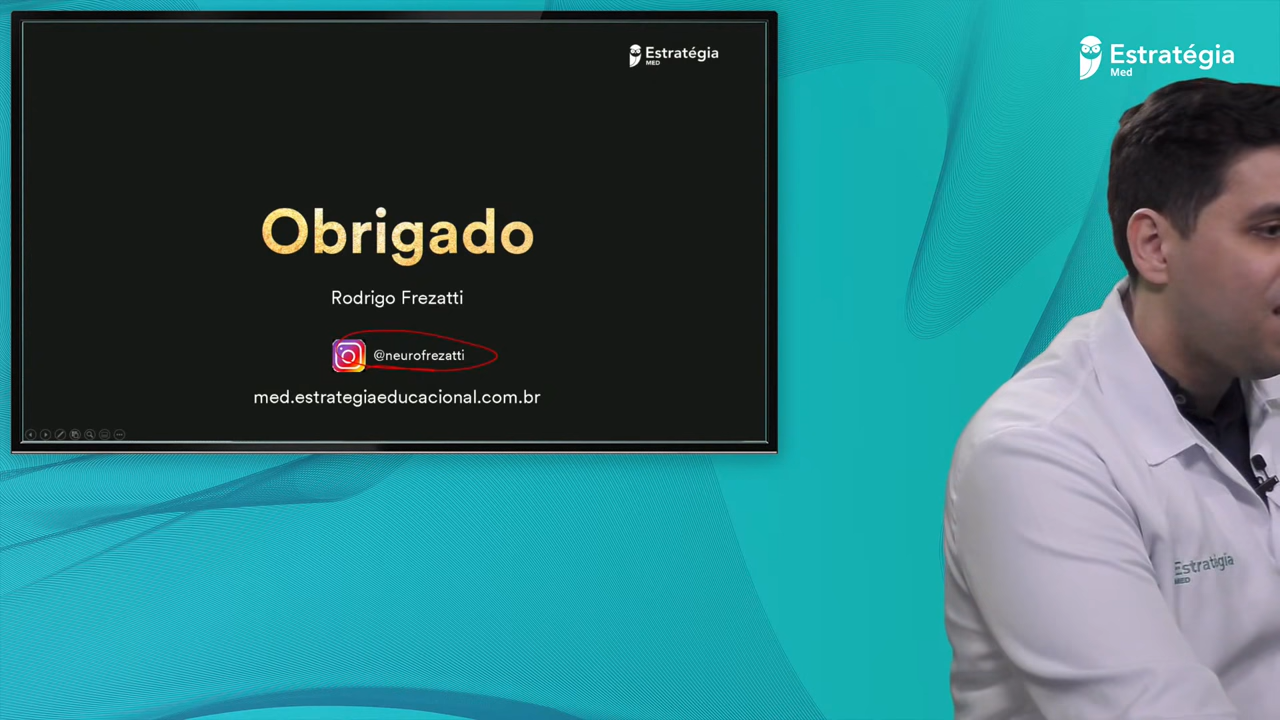 Estratégia
MED
Obrigado
Rodrigo Frezatti
@neurofrezatti
med.estrategiaeducacional.com.br
Estratégia
Med
Estratégia
MED